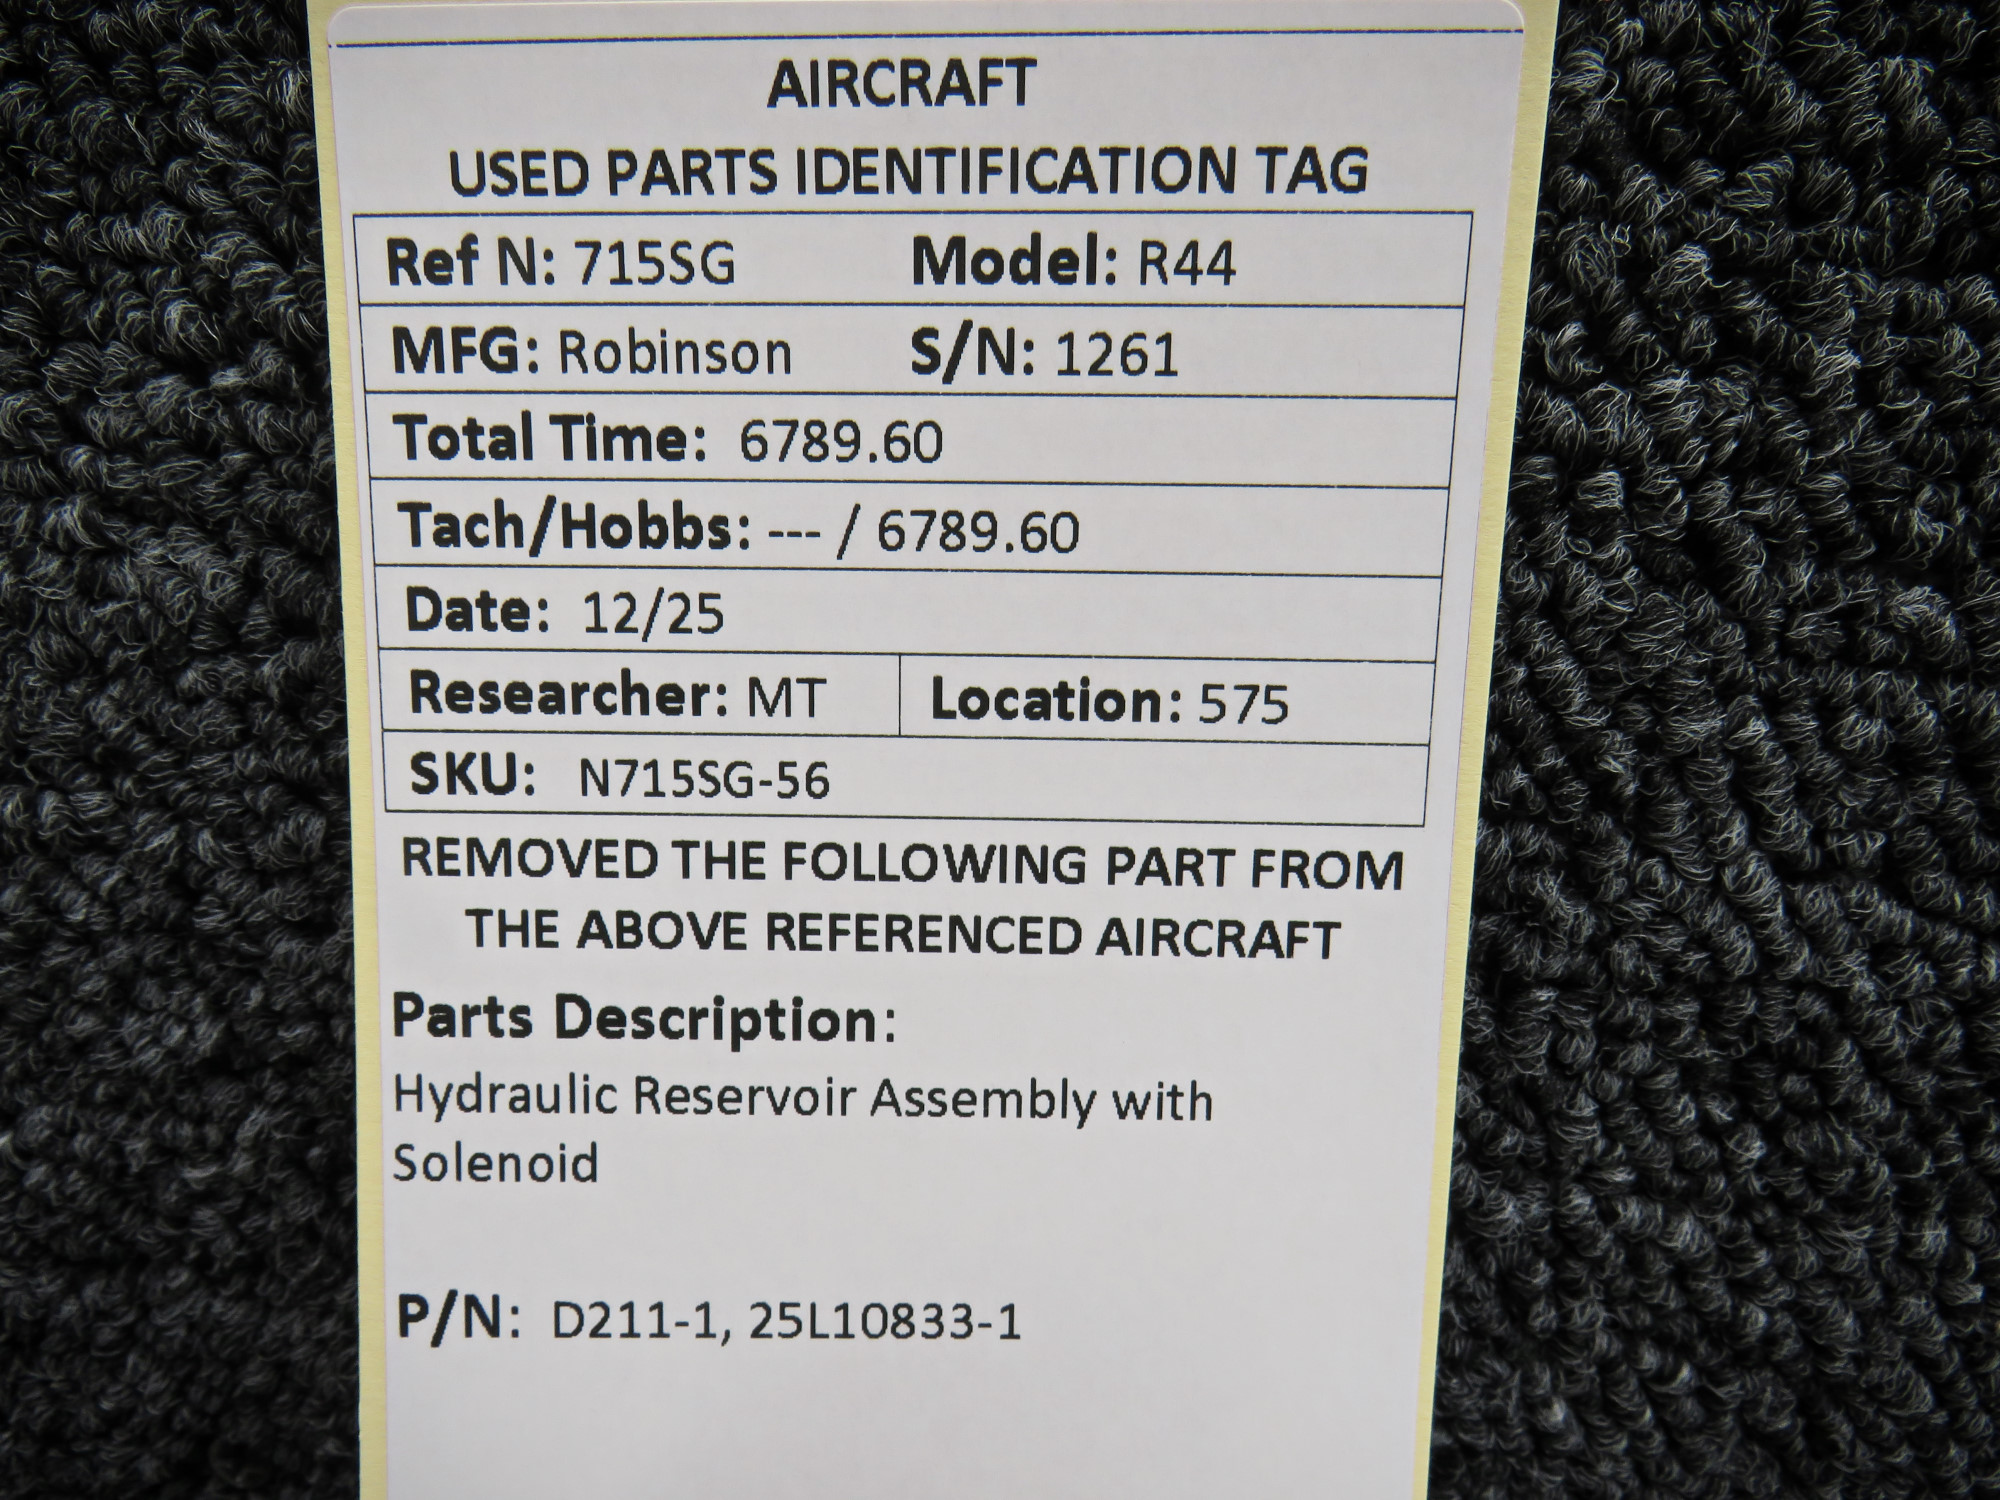 AIRCRAFT
USED PARTS IDENTIFICATION TAG
Ref N: 715SG Model: R44
MFG: Robinson S/N: 1261
Total Time: 6789.60
Tach/Hobbs: --- / 6789.60
Date: 12/25
Researcher: MT Location: 575
SKU: N715SG-56
REMOVED THE FOLLOWING PART FROM
THE ABOVE REFERENCED AIRCRAFT
Parts Description:
Hydraulic Reservoir Assembly with
Solenoid
P/N: D211-1, 25L10833-1